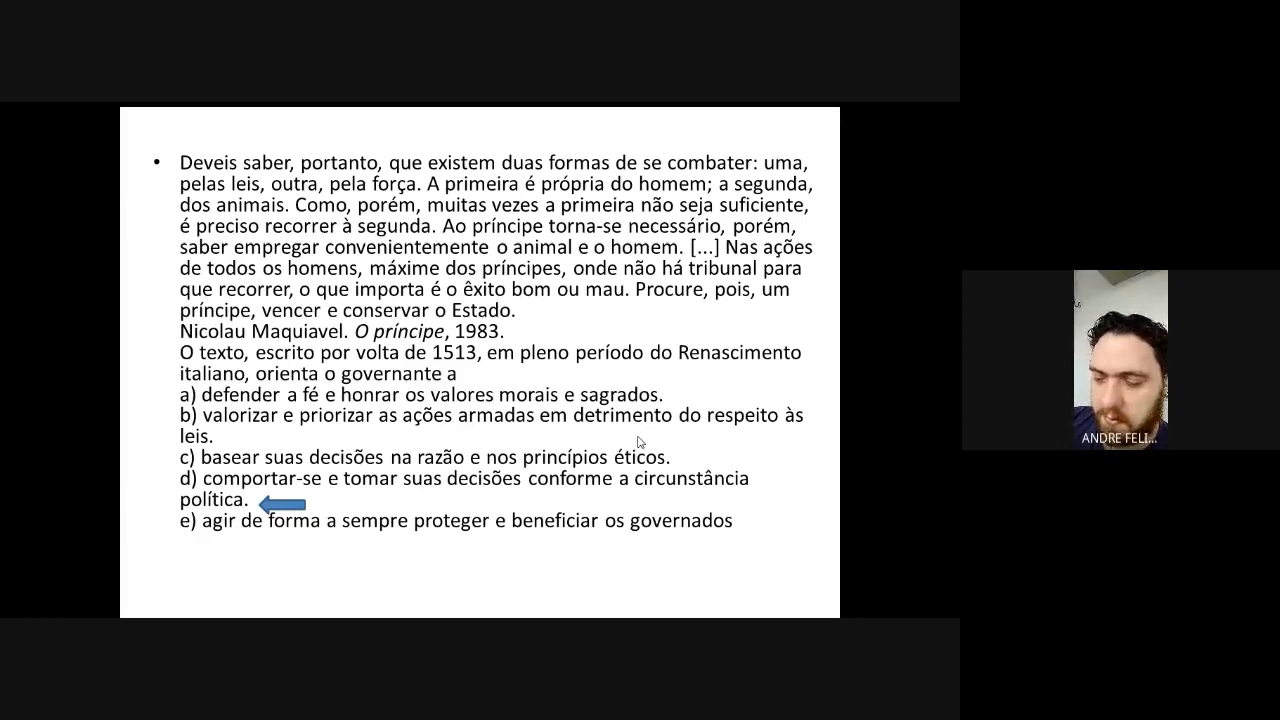 • Deveis saber, portanto, que existem duas formas de se combater: uma,
pelas leis, outra, pela força. A primeira é própria do homem; a segunda,
dos animais. Como, porém, muitas vezes a primeira não seja suficiente,
é preciso recorrer à segunda. Ao príncipe torna-se necessário, porém,
saber empregar convenientemente o animal e o homem. [...] Nas ações
de todos os homens, máxime dos príncipes, onde não há tribunal para
que recorrer, o que importa é o êxito bom ou mau. Procure, pois, um
príncipe, vencer e conservar o Estado.
Nicolau Maquiavel. O príncipe, 1983.
O texto, escrito por volta de 1513, em pleno período do Renascimento
italiano, orienta o governante a
a) defender a fé e honrar os valores morais e sagrados.
b) valorizar e priorizar as ações armadas em detrimento do respeito às
leis.
c) basear suas decisões na razão e nos princípios éticos.
d) comportar-se e tomar suas decisões conforme a circunstância
política.
e) agir de forma a sempre proteger e beneficiar os governados
ANDRE FELI...